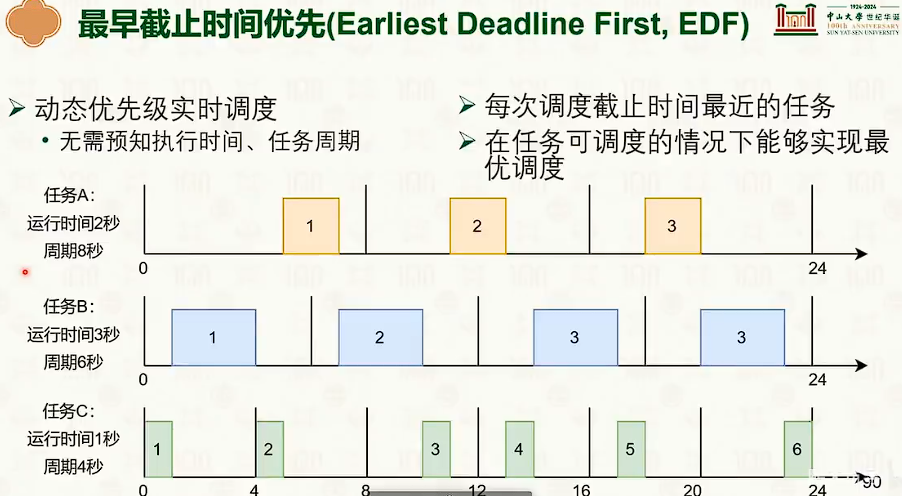 最早截止时间优先(Earliest Deadline First, EDF)
1924-2024
中山大學世纪华诞
100th ANNIVERSARY
SUN YAT-SEN UNIVERSITY
➢ 动态优先级实时调度
• 无需预知执行时间、任务周期
➢ 每次调度截止时间最近的任务
➢ 在任务可调度的情况下能够实现最
优调度
任务A:
运行时间2秒
周期8秒
1 2 3
0 24
任务B:
运行时间3秒
周期6秒
1 2 3 3
0 24
任务C:
运行时间1秒
周期4秒
1 2 3 4 5 6
0 4 8 12 16 20 24
90